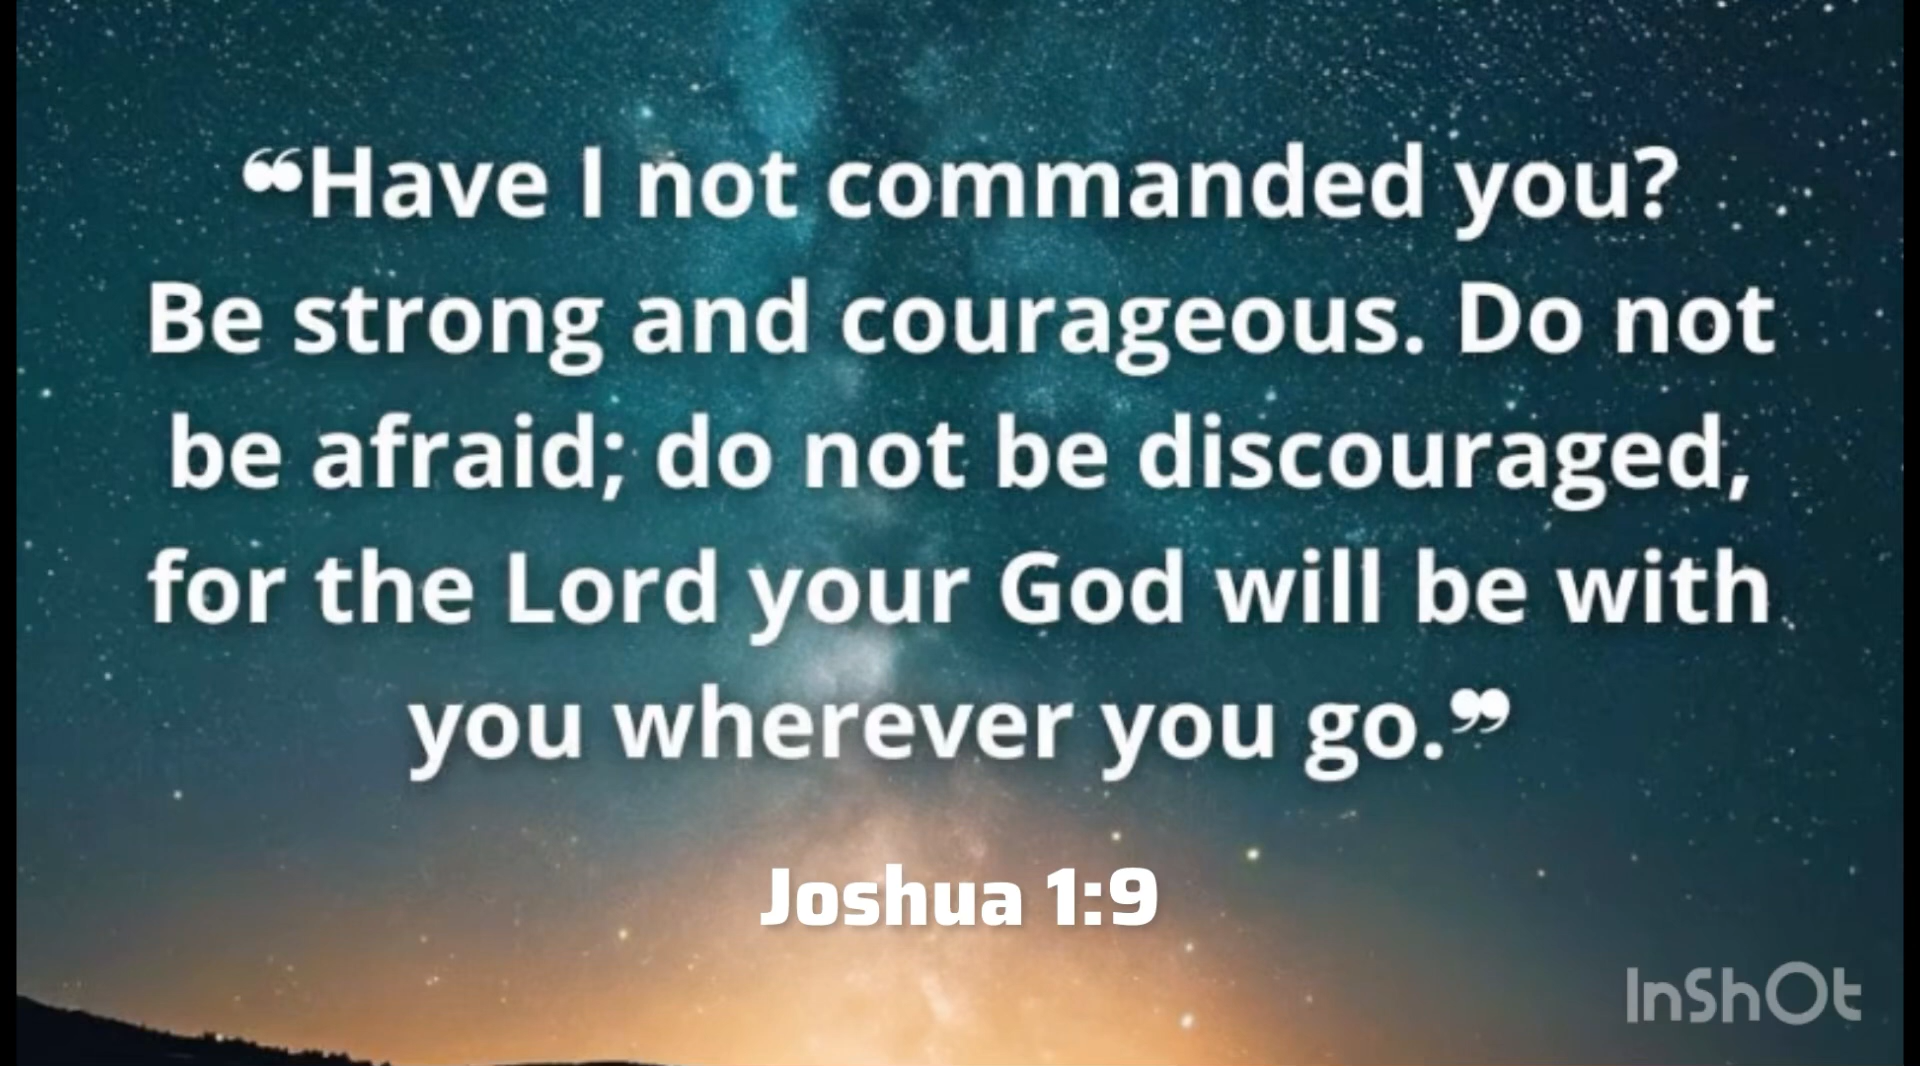 ❝Have I not commanded you?
Be strong and courageous. Do not
be afraid; do not be discouraged,
for the Lord your God will be with
you wherever you go.❞
Joshua 1:9
InShOt